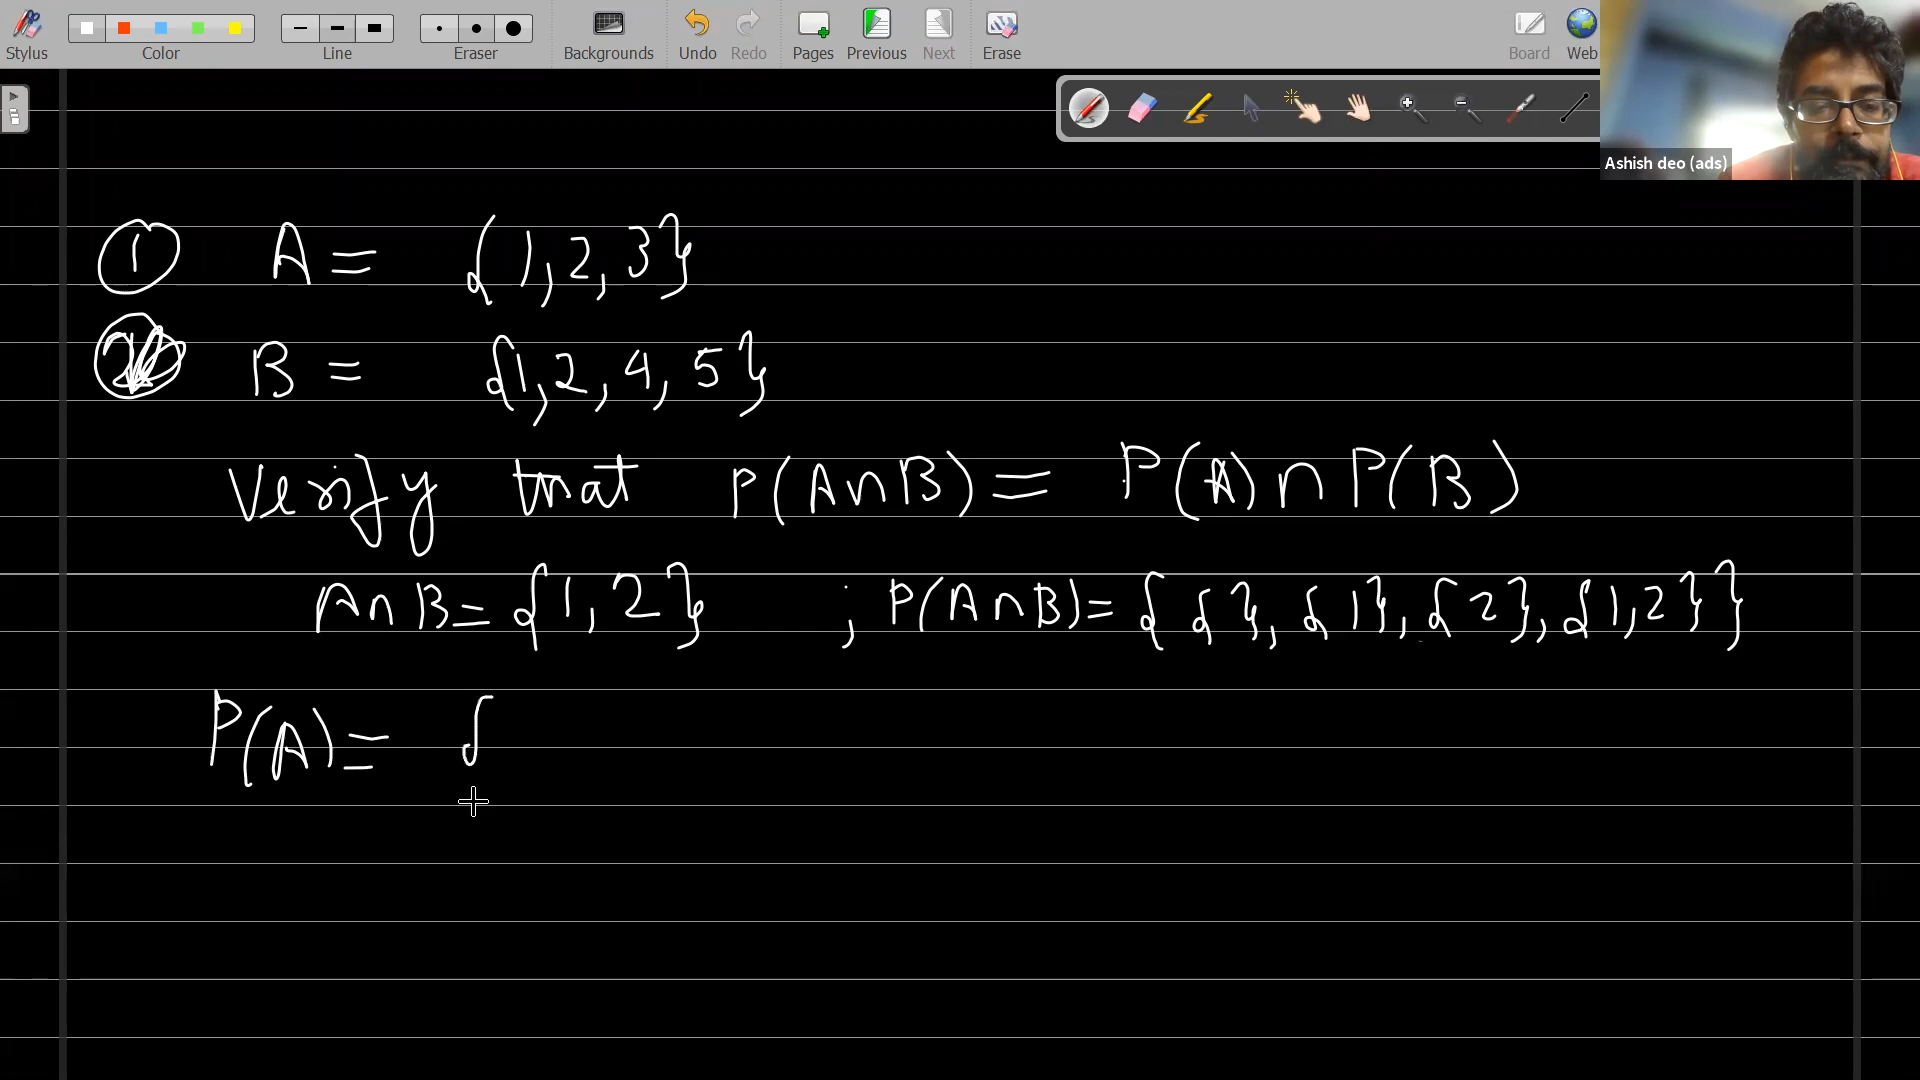 Stylus Color Line Eraser Backgrounds Undo Redo Pages Previous Next Erase Board Web
Ashish deo (ads)
① A = {1, 2, 3}
B = {1, 2, 4, 5}
Verify that P(A∩B) = P(A)∩P(B)
A∩B = {1, 2} ; P(A∩B) = { { }, {1}, {2}, {1, 2} }
P(A) = {